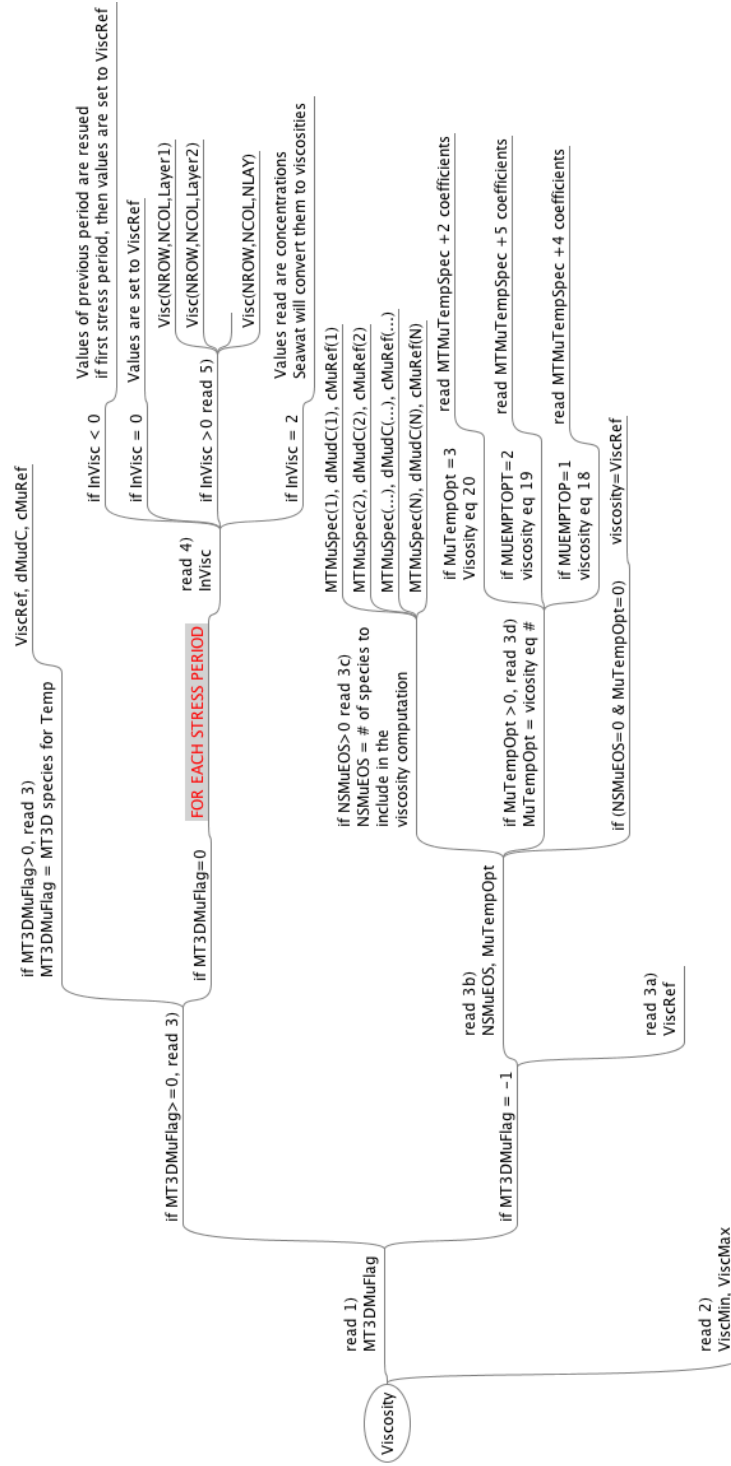 Viscosity
read 1)
MT3DMuFlag
if MT3DMuFlag>=0, read 3)
if MT3DMuFlag>0, read 3)
MT3DMuFlag = MT3D species for Temp
ViscRef, dMudC, cMuRef
if MT3DMuFlag=0
FOR EACH STRESS PERIOD
read 4)
InVisc
if InVisc < 0
Values of previous period are resued
if first stress period, then values are set to ViscRef
if InVisc = 0
Values are set to ViscRef
if InVisc >0 read 5)
Visc(NROW,NCOL,Layer1)
Visc(NROW,NCOL,Layer2)
Visc(NROW,NCOL,NLAY)
if InVisc = 2
Values read are concentrations
Seawat will convert them to viscosities
if MT3DMuFlag = -1
read 3b)
NSMuEOS, MuTempOpt
if NSMuEOS>0 read 3c)
NSMuEOS = # of species to
include in the
viscosity computation
MTMuSpec(1), dMudC(1), cMuRef(1)
MTMuSpec(2), dMudC(2), cMuRef(2)
MTMuSpec(...), dMudC(...), cMuRef(...)
MTMuSpec(N), dMudC(N), cMuRef(N)
if MuTempOpt >0, read 3d)
MuTempOpt = vicosity eq #
if MuTempOpt =3
Visosity eq 20
read MTMuTempSpec +2 coefficients
if MUEMPTOPT=2
viscosity eq 19
read MTMuTempSpec +5 coefficients
if MUEMPTOP=1
viscosity eq 18
read MTMuTempSpec +4 coefficients
if (NSMuEOS=0 & MuTempOpt=0)
viscosity=ViscRef
read 3a)
ViscRef
read 2)
ViscMin, ViscMax